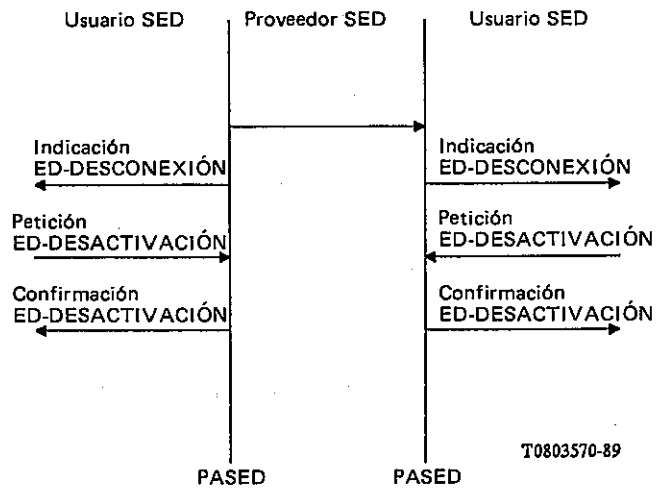 Usuario SED
Proveedor SED
Usuario SED
Indicación
ED-DESCONEXIÓN
Indicación
ED-DESCONEXIÓN
Petición
ED-DESACTIVACIÓN
Petición
ED-DESACTIVACIÓN
Confirmación
ED-DESACTIVACIÓN
Confirmación
ED-DESACTIVACIÓN
T0803570-89
PASED
PASED